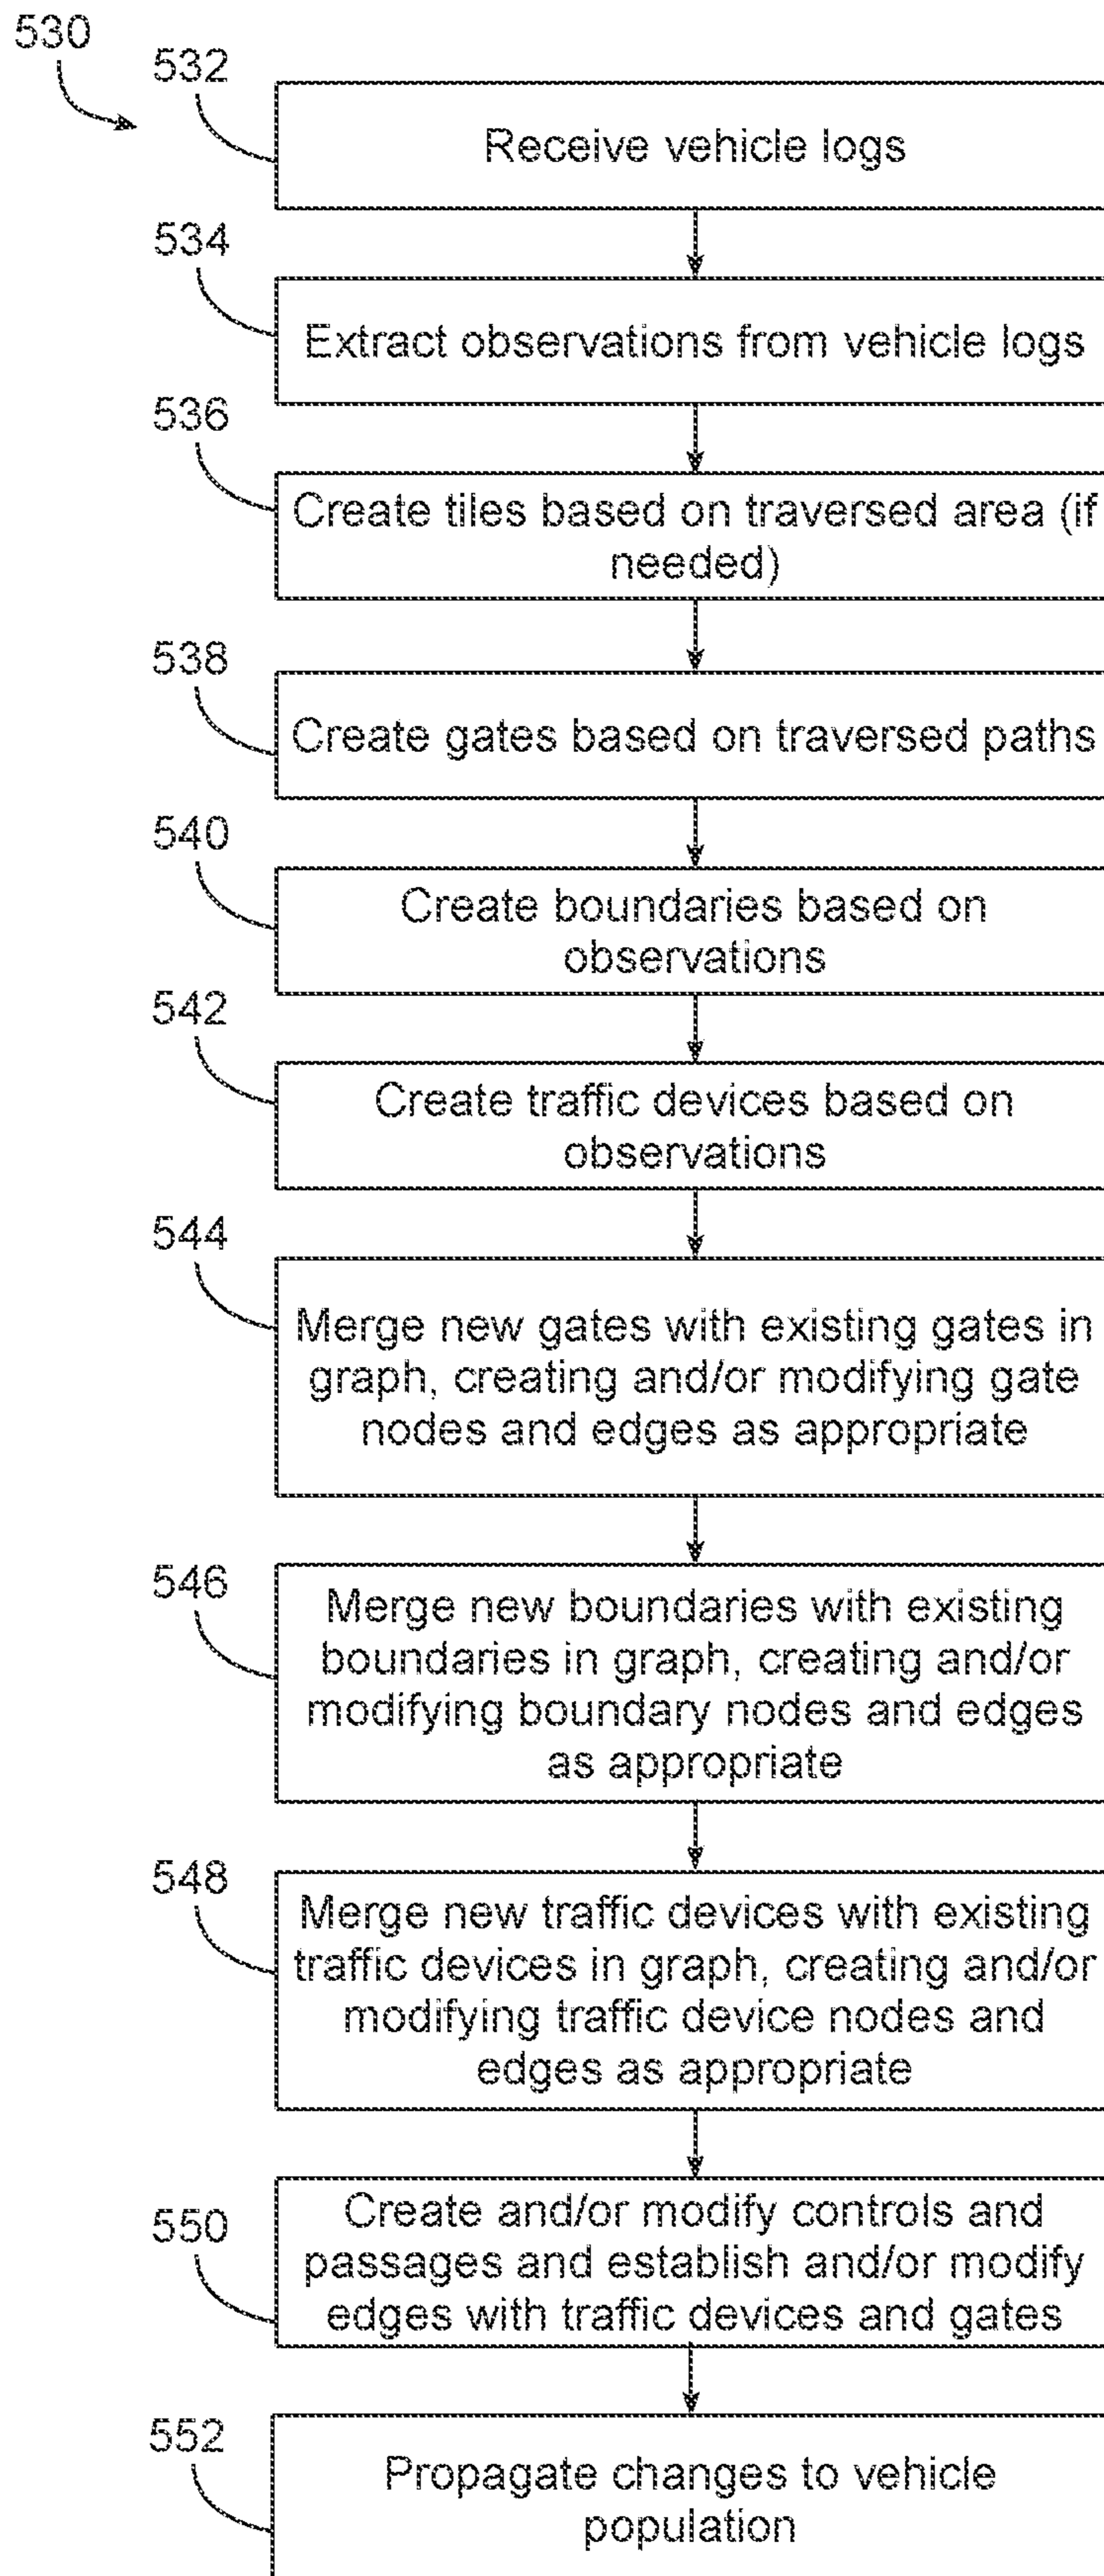 530
532
Receive vehicle logs
534
Extract observations from vehicle logs
536
Create tiles based on traversed area (if
needed)
538
Create gates based on traversed paths
540
Create boundaries based on
observations
542
Create traffic devices based on
observations
544
Merge new gates with existing gates in
graph, creating and/or modifying gate
nodes and edges as appropriate
546
Merge new boundaries with existing
boundaries in graph, creating and/or
modifying boundary nodes and edges
as appropriate
548
Merge new traffic devices with existing
traffic devices in graph, creating and/or
modifying traffic device nodes and
edges as appropriate
550
Create and/or modify controls and
passages and establish and/or modify
edges with traffic devices and gates
552
Propagate changes to vehicle
population